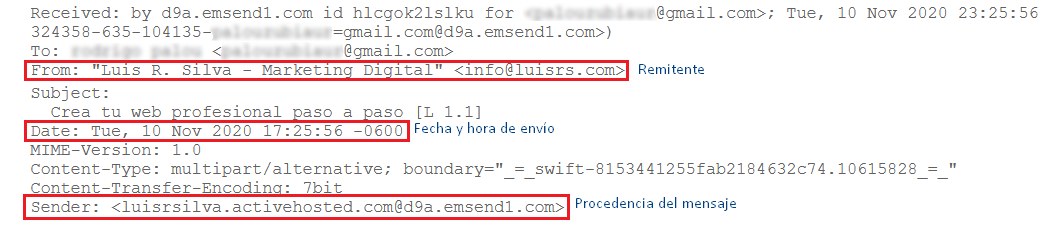 Received: by d9a.emsend1.com id hlcgok2lslku for < @gmail.com>; Tue, 10 Nov 2020 23:25:56
324358-635-104135- =gmail.com@d9a.emsend1.com>)
To: < @gmail.com>
From: "Luis R. Silva - Marketing Digital" <info@luisrs.com> Remitente
Subject:
Crea tu web profesional paso a paso [L 1.1]
Date: Tue, 10 Nov 2020 17:25:56 -0600 Fecha y hora de envío
MIME-Version: 1.0
Content-Type: multipart/alternative; boundary="_=_swift-8153441255fab2184632c74.10615828_=_"
Content-Transfer-Encoding: 7bit
Sender: <luisrsilva.activehosted.com@d9a.emsend1.com> Procedencia del mensaje